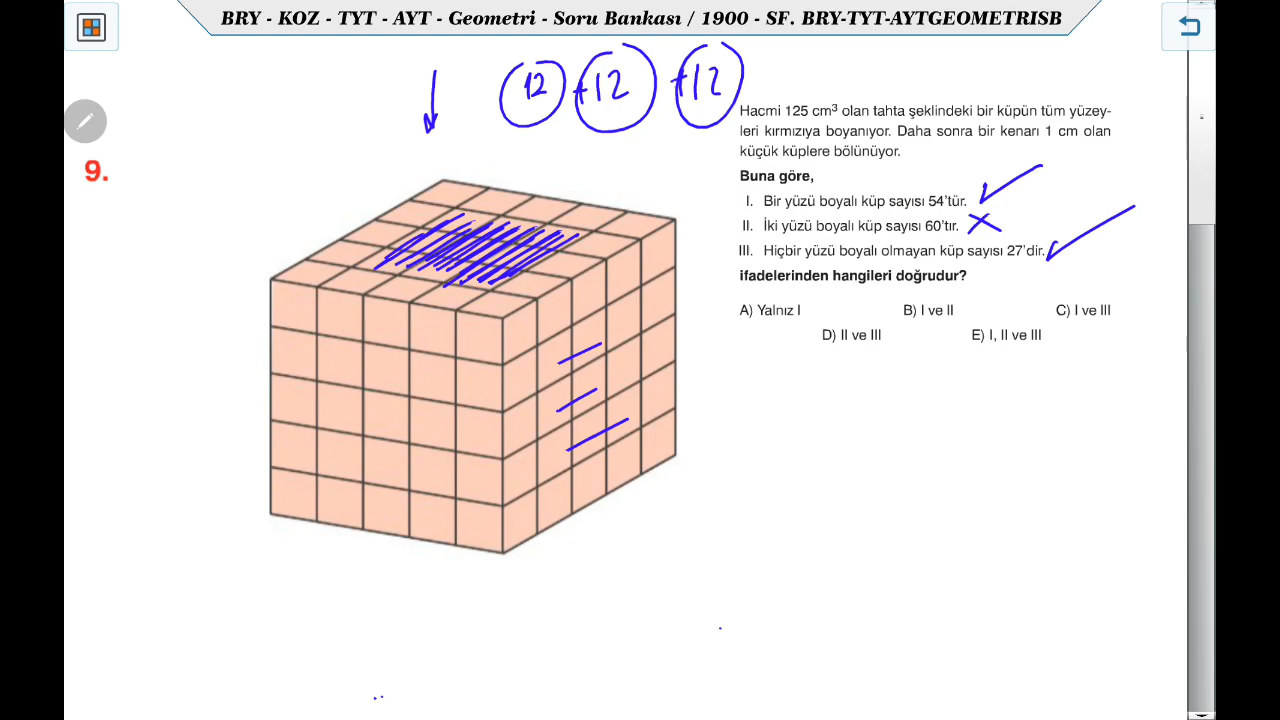 BRY - KOZ - TYT - AYT - Geometri - Soru Bankası / 1900 - SF. BRY-TYT-AYTGEOMETRISB
12 +12 +12
9.
Hacmi 125 cm³ olan tahta şeklindeki bir küpün tüm yüzey-
leri kırmızıya boyanıyor. Daha sonra bir kenarı 1 cm olan
küçük küplere bölünüyor.
Buna göre,
I. Bir yüzü boyalı küp sayısı 54'tür.
II. İki yüzü boyalı küp sayısı 60'tır.
III. Hiçbir yüzü boyalı olmayan küp sayısı 27'dir.
ifadelerinden hangileri doğrudur?
A) Yalnız I B) I ve II C) I ve III
D) II ve III E) I, II ve III